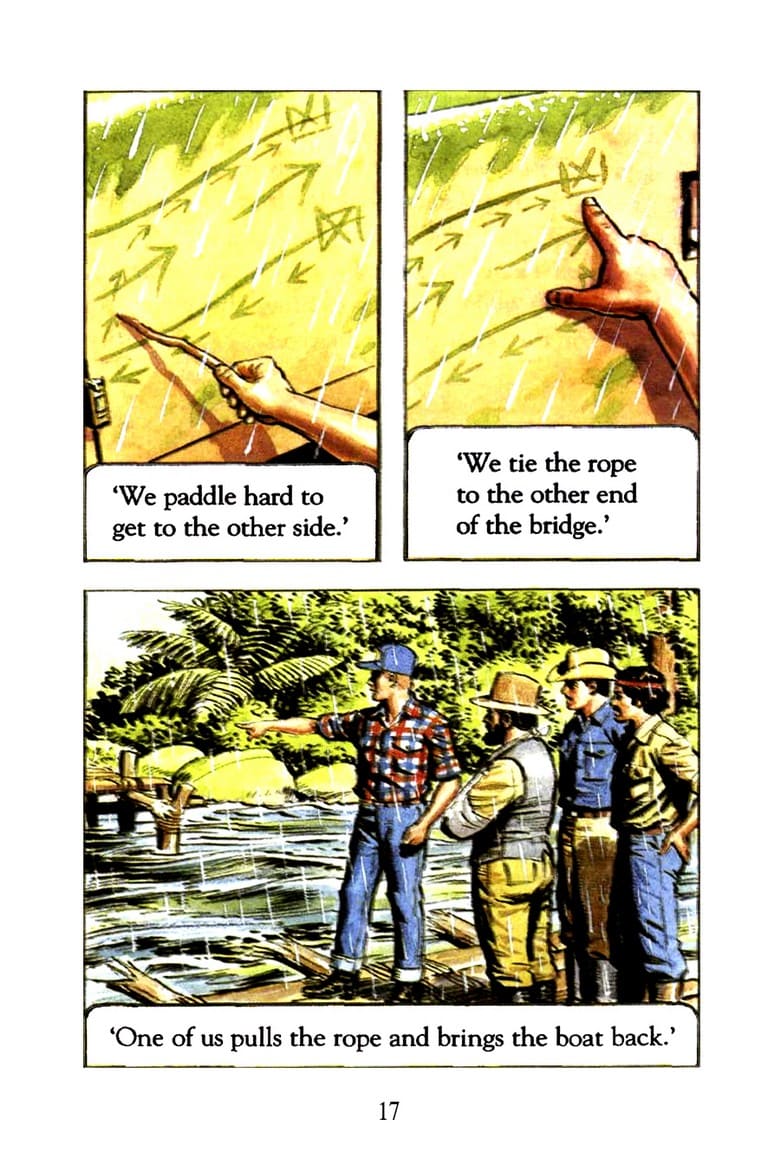 ‘We paddle hard to
get to the other side.’
‘We tie the rope
to the other end
of the bridge.’
‘One of us pulls the rope and brings the boat back.’
17